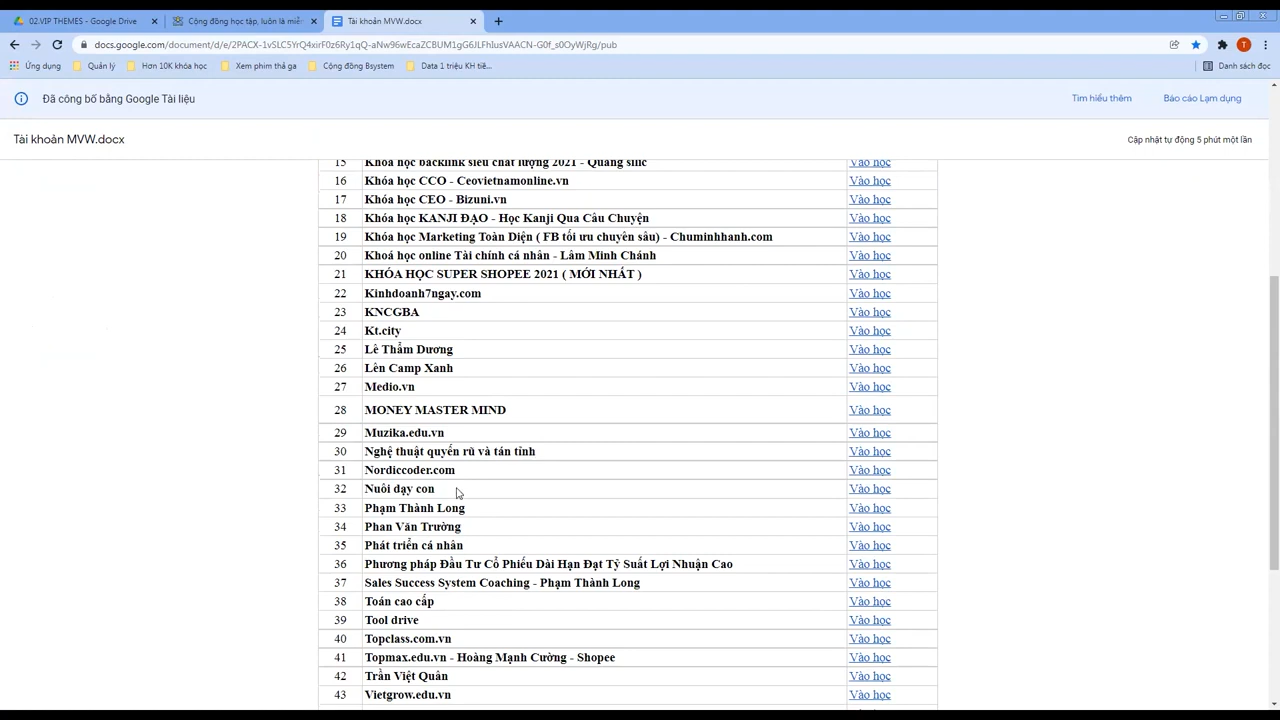 02.VIP THEMES - Google Drive
Cộng đồng học tập, luôn là miễn
Tài khoản MVW.docx
docs.google.com/document/d/e/2PACX-1vSLC5YrQ4xirF0z6Ry1qQ-aNw96wEcaZCBUM1gG6JLFhIusVAACN-G0f_s0OyWjRg/pub
T
Ứng dụng
Quản lý
Hơn 10K khóa học
Xem phim thả ga
Cộng đồng Bsystem
Data 1 triệu KH tiề...
Danh sách đọc
Đã công bố bằng Google Tài liệu
Tìm hiểu thêm
Báo cáo Lạm dụng
Tài khoản MVW.docx
Cập nhật tự động 5 phút một lần
15 Khóa học backlink siêu chất lượng 2021 - Quang silic Vào học
16 Khóa học CCO - Ceovietnamonline.vn Vào học
17 Khóa học CEO - Bizuni.vn Vào học
18 Khóa học KANJI ĐẠO - Học Kanji Qua Câu Chuyện Vào học
19 Khóa học Marketing Toàn Diện ( FB tối ưu chuyên sâu) - Chuminhhanh.com Vào học
20 Khoá học online Tài chính cá nhân - Lâm Minh Chánh Vào học
21 KHÓA HỌC SUPER SHOPEE 2021 ( MỚI NHẤT ) Vào học
22 Kinhdoanh7ngay.com Vào học
23 KNCGBA Vào học
24 Kt.city Vào học
25 Lê Thẩm Dương Vào học
26 Lên Camp Xanh Vào học
27 Medio.vn Vào học
28 MONEY MASTER MIND Vào học
29 Muzika.edu.vn Vào học
30 Nghệ thuật quyến rũ và tán tỉnh Vào học
31 Nordiccoder.com Vào học
32 Nuôi dạy con Vào học
33 Phạm Thành Long Vào học
34 Phan Văn Trường Vào học
35 Phát triển cá nhân Vào học
36 Phương pháp Đầu Tư Cổ Phiếu Dài Hạn Đạt Tỷ Suất Lợi Nhuận Cao Vào học
37 Sales Success System Coaching - Phạm Thành Long Vào học
38 Toán cao cấp Vào học
39 Tool drive Vào học
40 Topclass.com.vn Vào học
41 Topmax.edu.vn - Hoàng Mạnh Cường - Shopee Vào học
42 Trần Việt Quân Vào học
43 Vietgrow.edu.vn Vào học